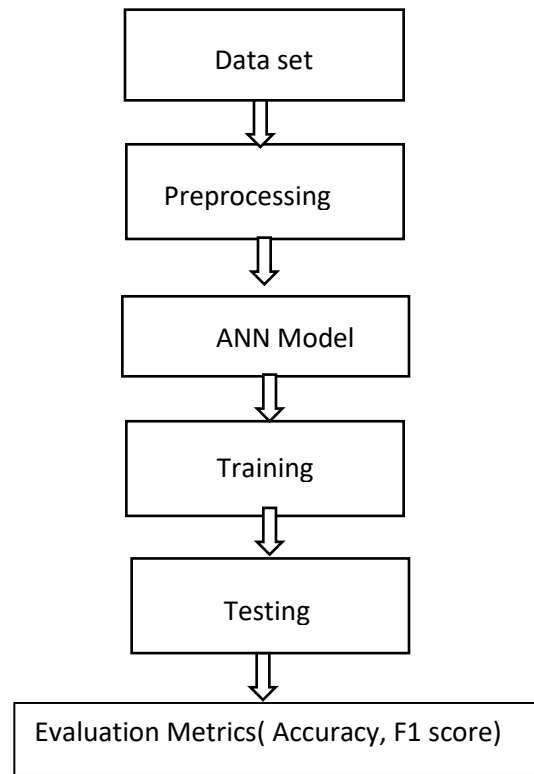 Data set
Preprocessing
ANN Model
Training
Testing
Evaluation Metrics( Accuracy, F1 score)